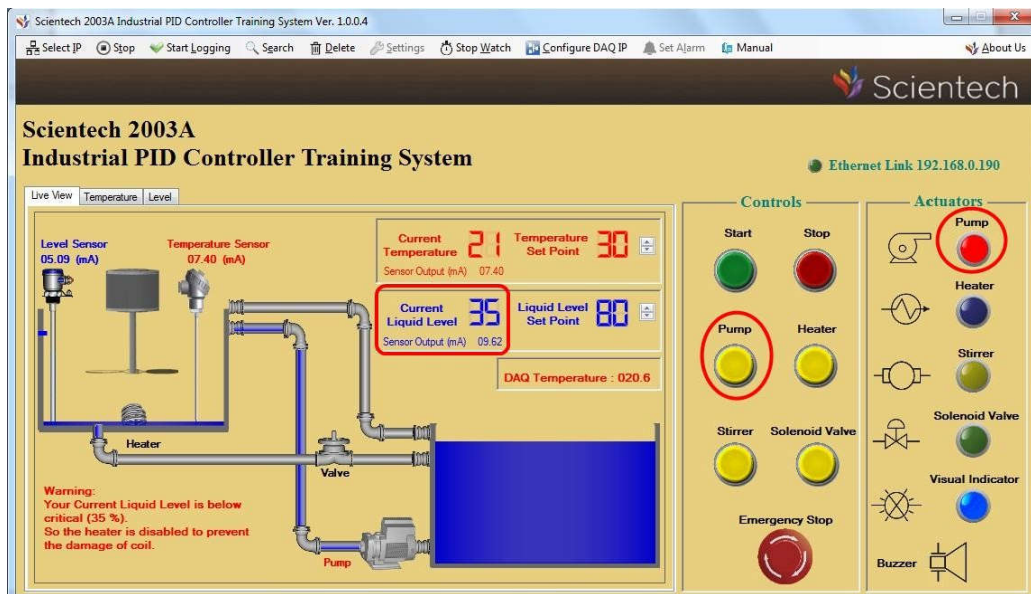 Scientech 2003A Industrial PID Controller Training System Ver. 1.0.0.4
Select IP Stop Start Logging Search Delete Settings Stop Watch Configure DAQ IP Set Alarm Manual About Us
Scientech
Scientech 2003A
Industrial PID Controller Training System
Ethernet Link 192.168.0.190
Live View Temperature Level
Level Sensor
05.09 (mA)
Temperature Sensor
07.40 (mA)
Current
Temperature
21
Temperature
Set Point
30
Sensor Output (mA) 07.40
Current
Liquid Level
35
Liquid Level
Set Point
80
Sensor Output (mA) 09.62
DAQ Temperature : 020.6
Heater
Valve
Warning:
Your Current Liquid Level is below
critical (35 %).
So the heater is disabled to prevent
the damage of coil.
Pump
Controls
Start Stop
Pump Heater
Stirrer Solenoid Valve
Emergency Stop
Actuators
Pump
Heater
Stirrer
Solenoid Valve
Visual Indicator
Buzzer